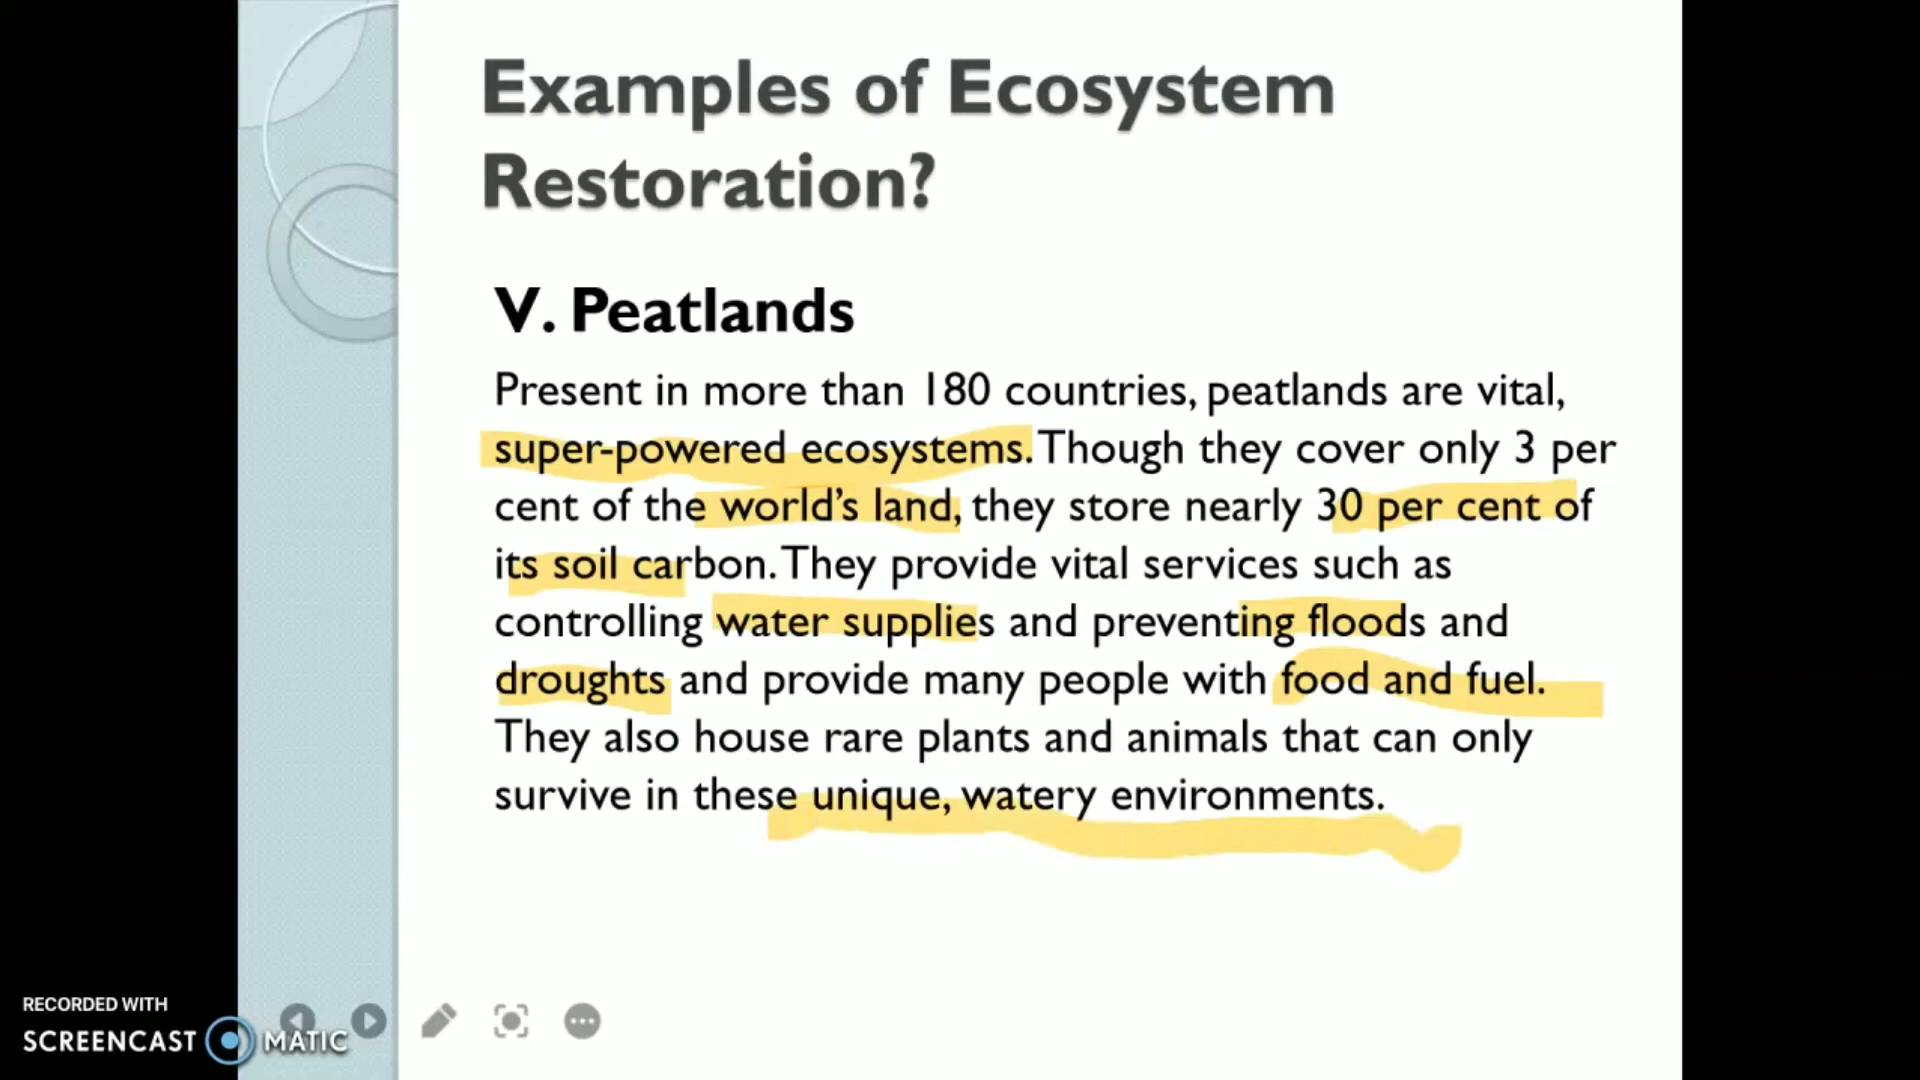 Examples of Ecosystem
Restoration?
V. Peatlands
Present in more than 180 countries, peatlands are vital,
super-powered ecosystems. Though they cover only 3 per
cent of the world's land, they store nearly 30 per cent of
its soil carbon. They provide vital services such as
controlling water supplies and preventing floods and
droughts and provide many people with food and fuel.
They also house rare plants and animals that can only
survive in these unique, watery environments.
RECORDED WITH
SCREENCAST MATIC